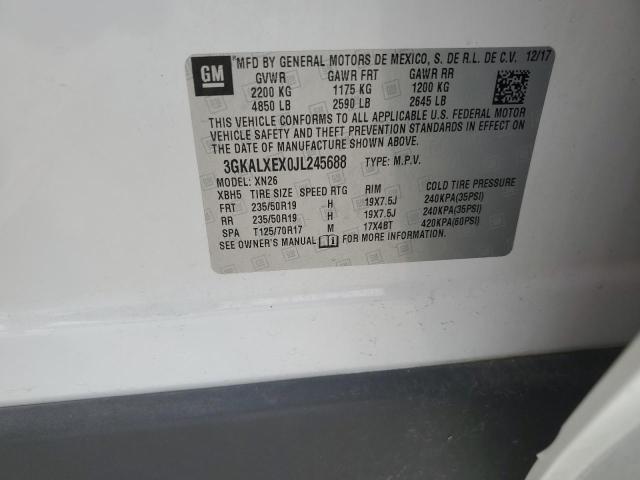 GM
*MFD BY GENERAL MOTORS DE MEXICO, S. DE R.L. DE C.V. 12/17
GVWR GAWR FRT GAWR RR
2200 KG 1175 KG 1200 KG
4850 LB 2590 LB 2645 LB
THIS VEHICLE CONFORMS TO ALL APPLICABLE U.S. FEDERAL MOTOR
VEHICLE SAFETY AND THEFT PREVENTION STANDARDS IN EFFECT ON
THE DATE OF MANUFACTURE SHOWN ABOVE.
3GKALXEX0JL245688 TYPE: M.P.V.
MODEL: XN26
XBH5 TIRE SIZE SPEED RTG RIM COLD TIRE PRESSURE
FRT 235/50R19 H 19X7.5J 240KPA(35PSI)
RR 235/50R19 H 19X7.5J 240KPA(35PSI)
SPA T125/70R17 M 17X4BT 420KPA(60PSI)
SEE OWNER'S MANUAL FOR MORE INFORMATION.